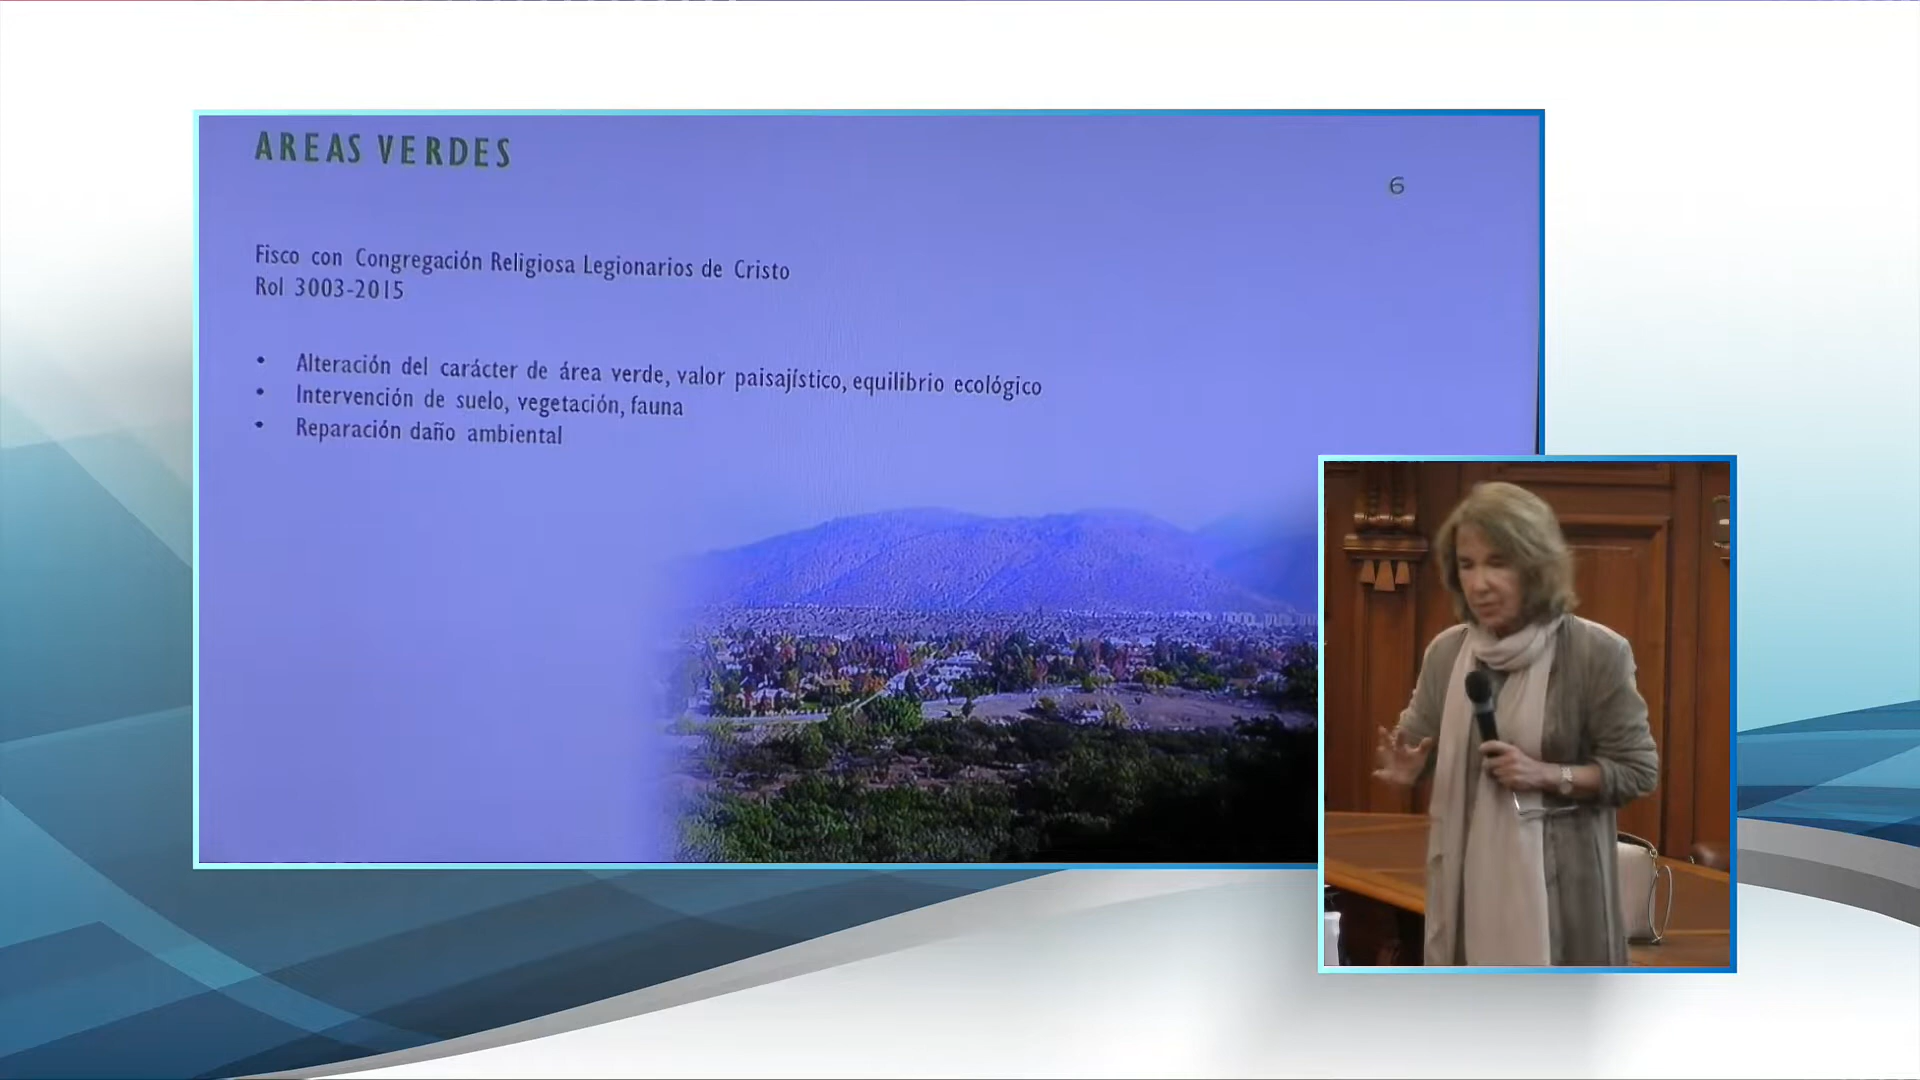 AREAS VERDES
6
Fisco con Congregación Religiosa Legionarios de Cristo
Rol 3003-2015
• Alteración del carácter de área verde, valor paisajístico, equilibrio ecológico
• Intervención de suelo, vegetación, fauna
• Reparación daño ambiental